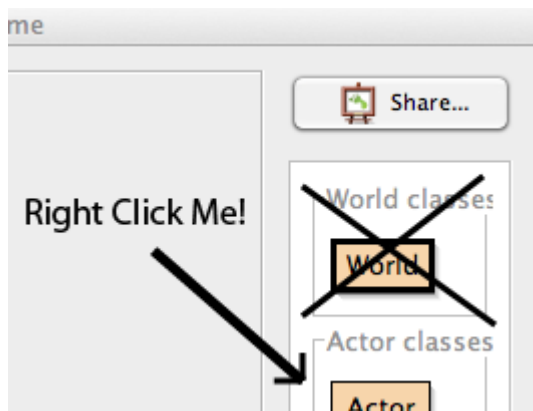 me
Share...
Right Click Me!
World classes
World
Actor classes
Actor